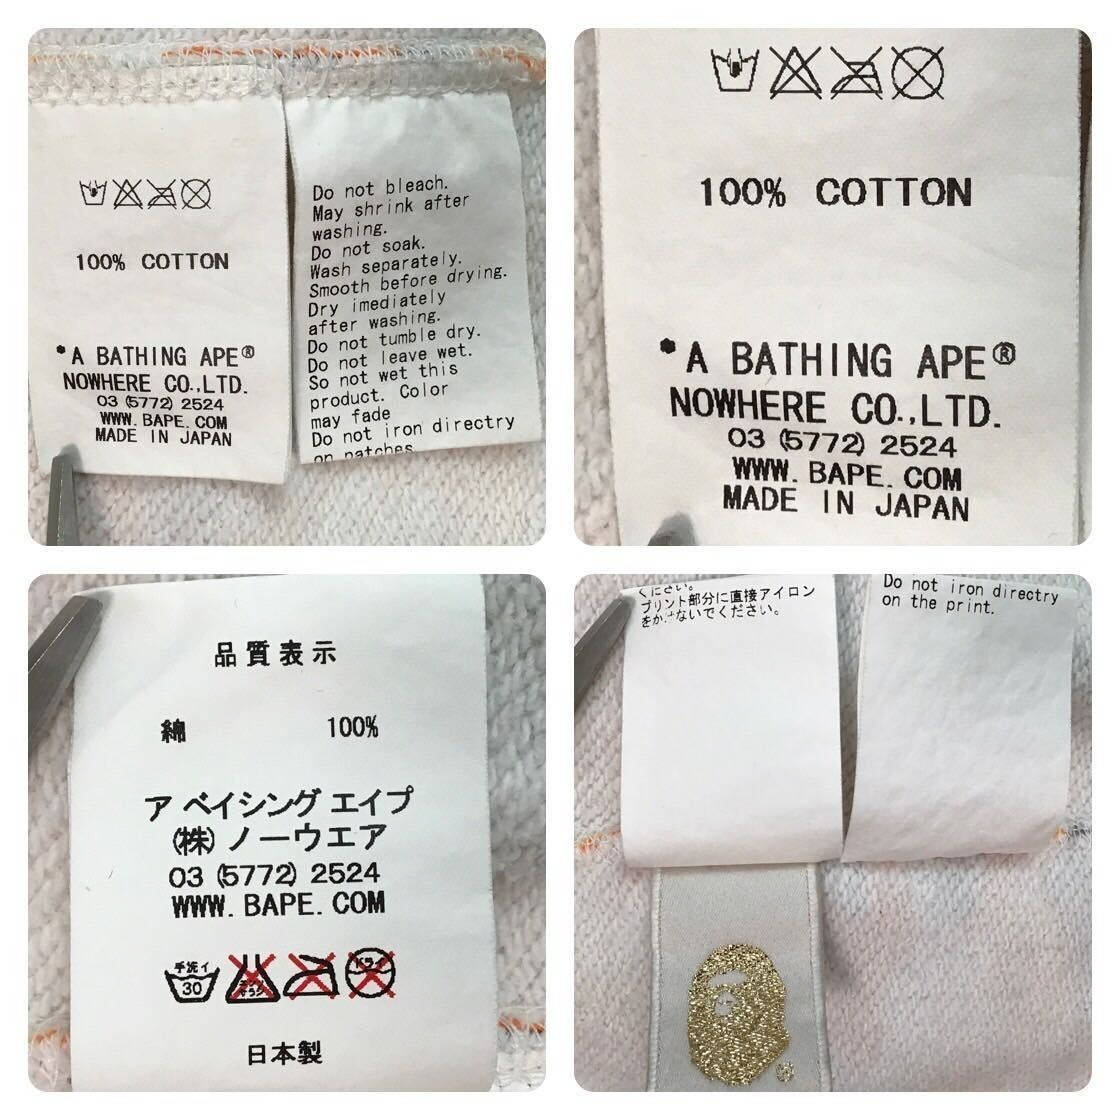 100% COTTON
*A BATHING APE®
NOWHERE CO.,LTD.
03 (5772) 2524
WWW. BAPE. COM
MADE IN JAPAN
Do not bleach.
May shrink after
washing.
Do not soak.
Wash separately.
Smooth before drying.
Dry imediately
after washing.
Do not tumble dry.
Do not leave wet.
So not wet this
product. Color
may fade
Do not iron directry
on patches.
100% COTTON
*A BATHING APE®
NOWHERE CO.,LTD.
03 (5772) 2524
WWW. BAPE. COM
MADE IN JAPAN
品質表示
綿 100%
ア ベイシング エイプ
(株) ノーウエア
03 (5772) 2524
WWW. BAPE. COM
手洗イ
30
ドライ
日本製
ください。
プリント部分に直接アイロン
をかけないでください。
Do not iron directry
on the print.
®